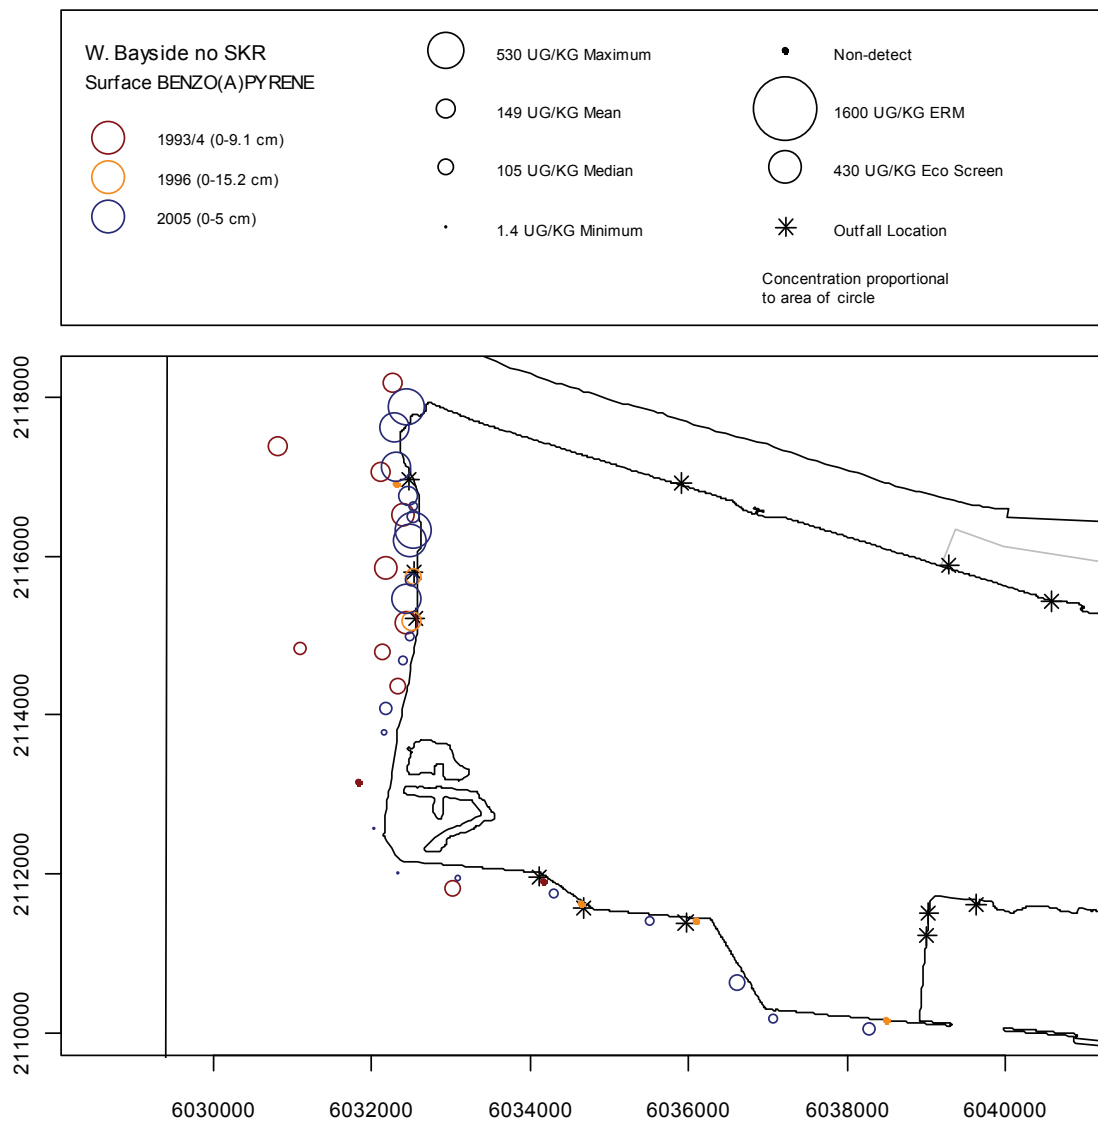 W. Bayside no SKR
Surface BENZO(A)PYRENE
1993/4 (0-9.1 cm)
1996 (0-15.2 cm)
2005 (0-5 cm)
530 UG/KG Maximum
149 UG/KG Mean
105 UG/KG Median
1.4 UG/KG Minimum
Non-detect
1600 UG/KG ERM
430 UG/KG Eco Screen
Outfall Location
Concentration proportional
to area of circle
2118000
2116000
2114000
2112000
2110000
6030000 6032000 6034000 6036000 6038000 6040000